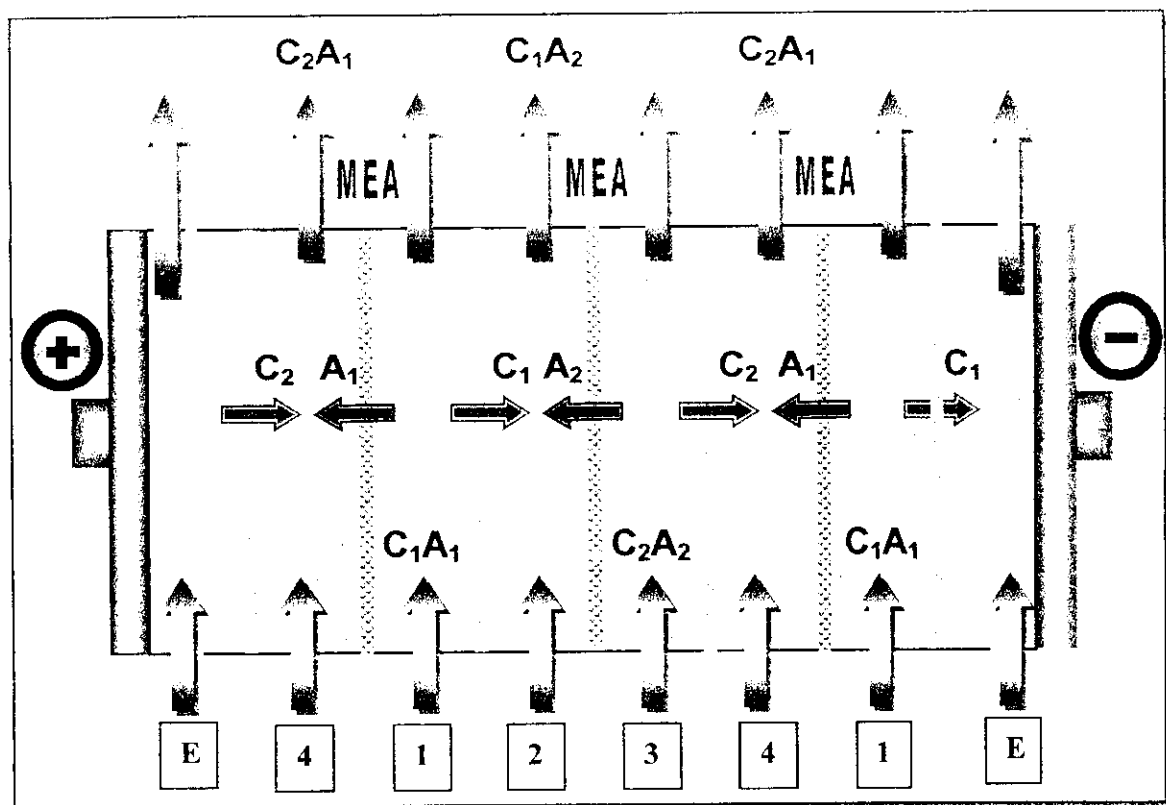 C₂A₁ C₁A₂ C₂A₁
MEA MEA MEA
+ −
C₂ A₁ C₁ A₂ C₂ A₁ C₁
C₁A₁ C₂A₂ C₁A₁
E 4 1 2 3 4 1 E